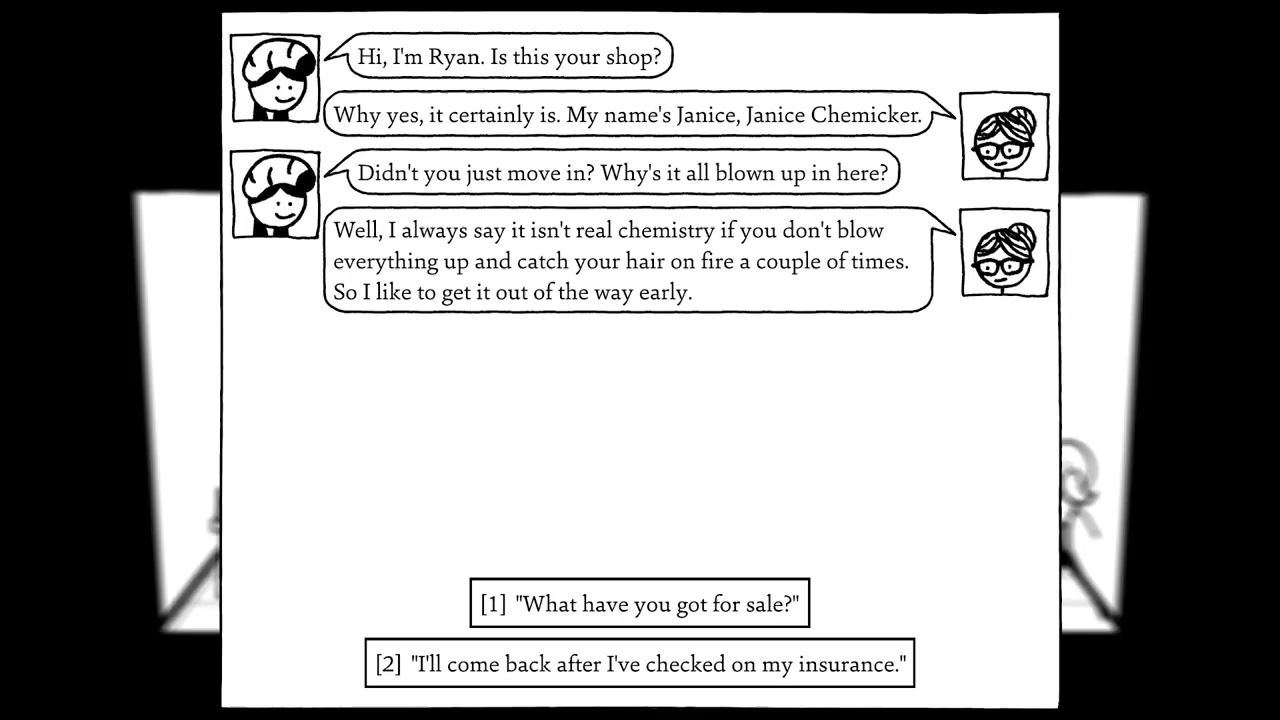 Hi, I'm Ryan. Is this your shop?
Why yes, it certainly is. My name's Janice, Janice Chemicker.
Didn't you just move in? Why's it all blown up in here?
Well, I always say it isn't real chemistry if you don't blow
everything up and catch your hair on fire a couple of times.
So I like to get it out of the way early.
[1] "What have you got for sale?"
[2] "I'll come back after I've checked on my insurance."